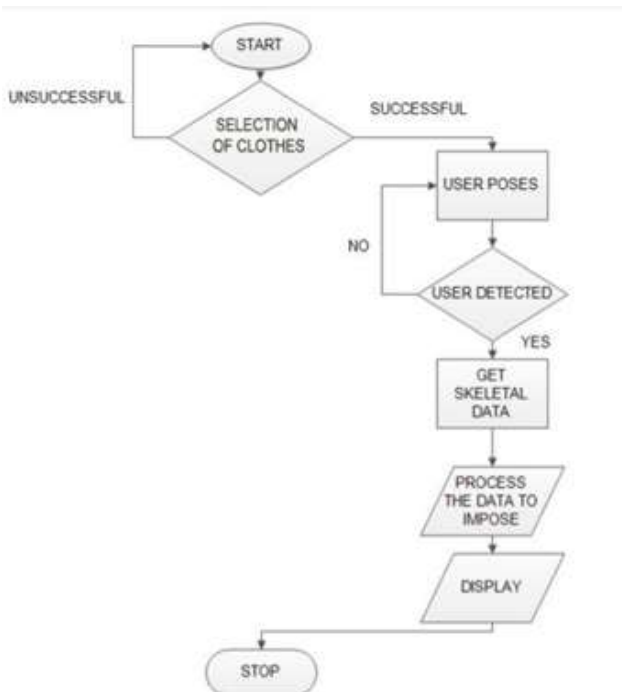 START
UNSUCCESSFUL
SUCCESSFUL
SELECTION
OF CLOTHES
USER POSES
NO
USER DETECTED
YES
GET
SKELETAL
DATA
PROCESS
THE DATA TO
IMPOSE
DISPLAY
STOP